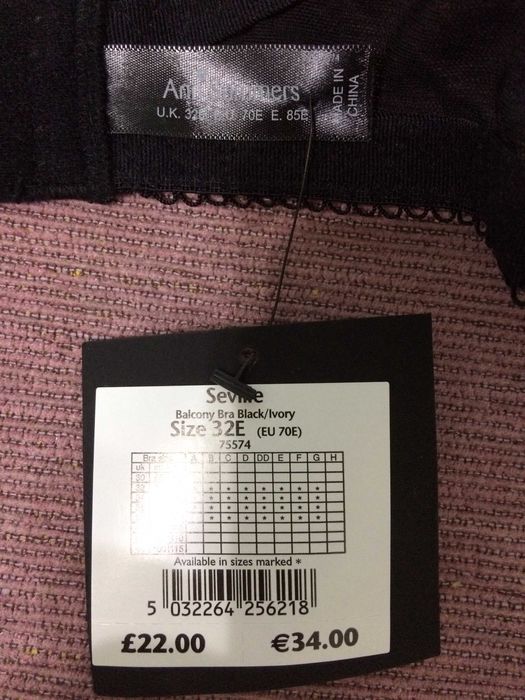 Ann Summers
U.K. 32E EU 70E E. 85E
MADE IN
CHINA
Seville
Balcony Bra Black/Ivory
Size 32E (EU 70E)
75574
A B C D DD E F G H
uk
30
32 * * * * * * *
* * * * * * *
* * * * * * *
* * * * * * *
Available in sizes marked *
5 032264 256218
£22.00 €34.00